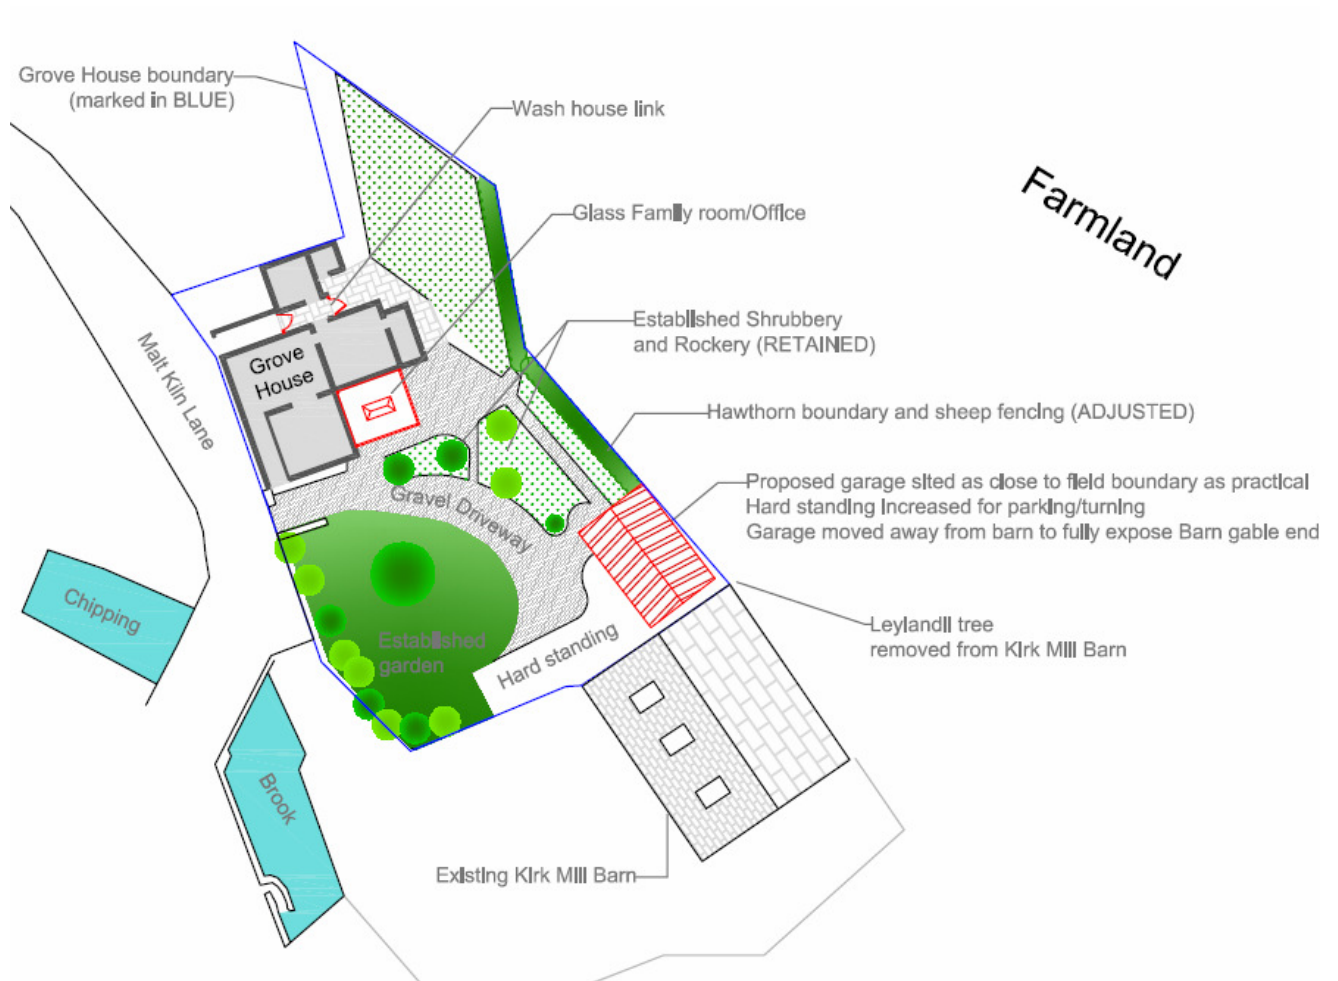 Grove House boundary
(marked in BLUE)
Wash house link
Farmland
Glass Family room/Office
Established Shrubbery
and Rockery (RETAINED)
Malt Kiln Lane
Grove
House
Hawthorn boundary and sheep fencing (ADJUSTED)
Proposed garage sited as close to field boundary as practical
Hard standing increased for parking/turning
Garage moved away from barn to fully expose Barn gable end
Gravel Driveway
Chipping
Established
garden
Hard standing
Leylandii tree
removed from Kirk Mill Barn
Brook
Existing Kirk Mill Barn